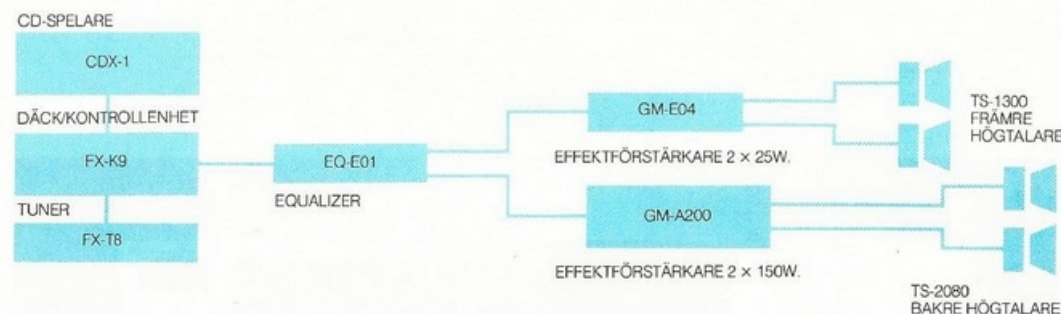 CD-SPELARE
CDX-1
DÄCK/KONTROLLENHET
FX-K9
TUNER
FX-T8
EQ-E01
EQUALIZER
GM-E04
EFFEKTFÖRSTÄRKARE 2 × 25W.
GM-A200
EFFEKTFÖRSTÄRKARE 2 × 150W.
TS-1300
FRÄMRE
HÖGTALARE
TS-2080
BAKRE HÖGTALARE